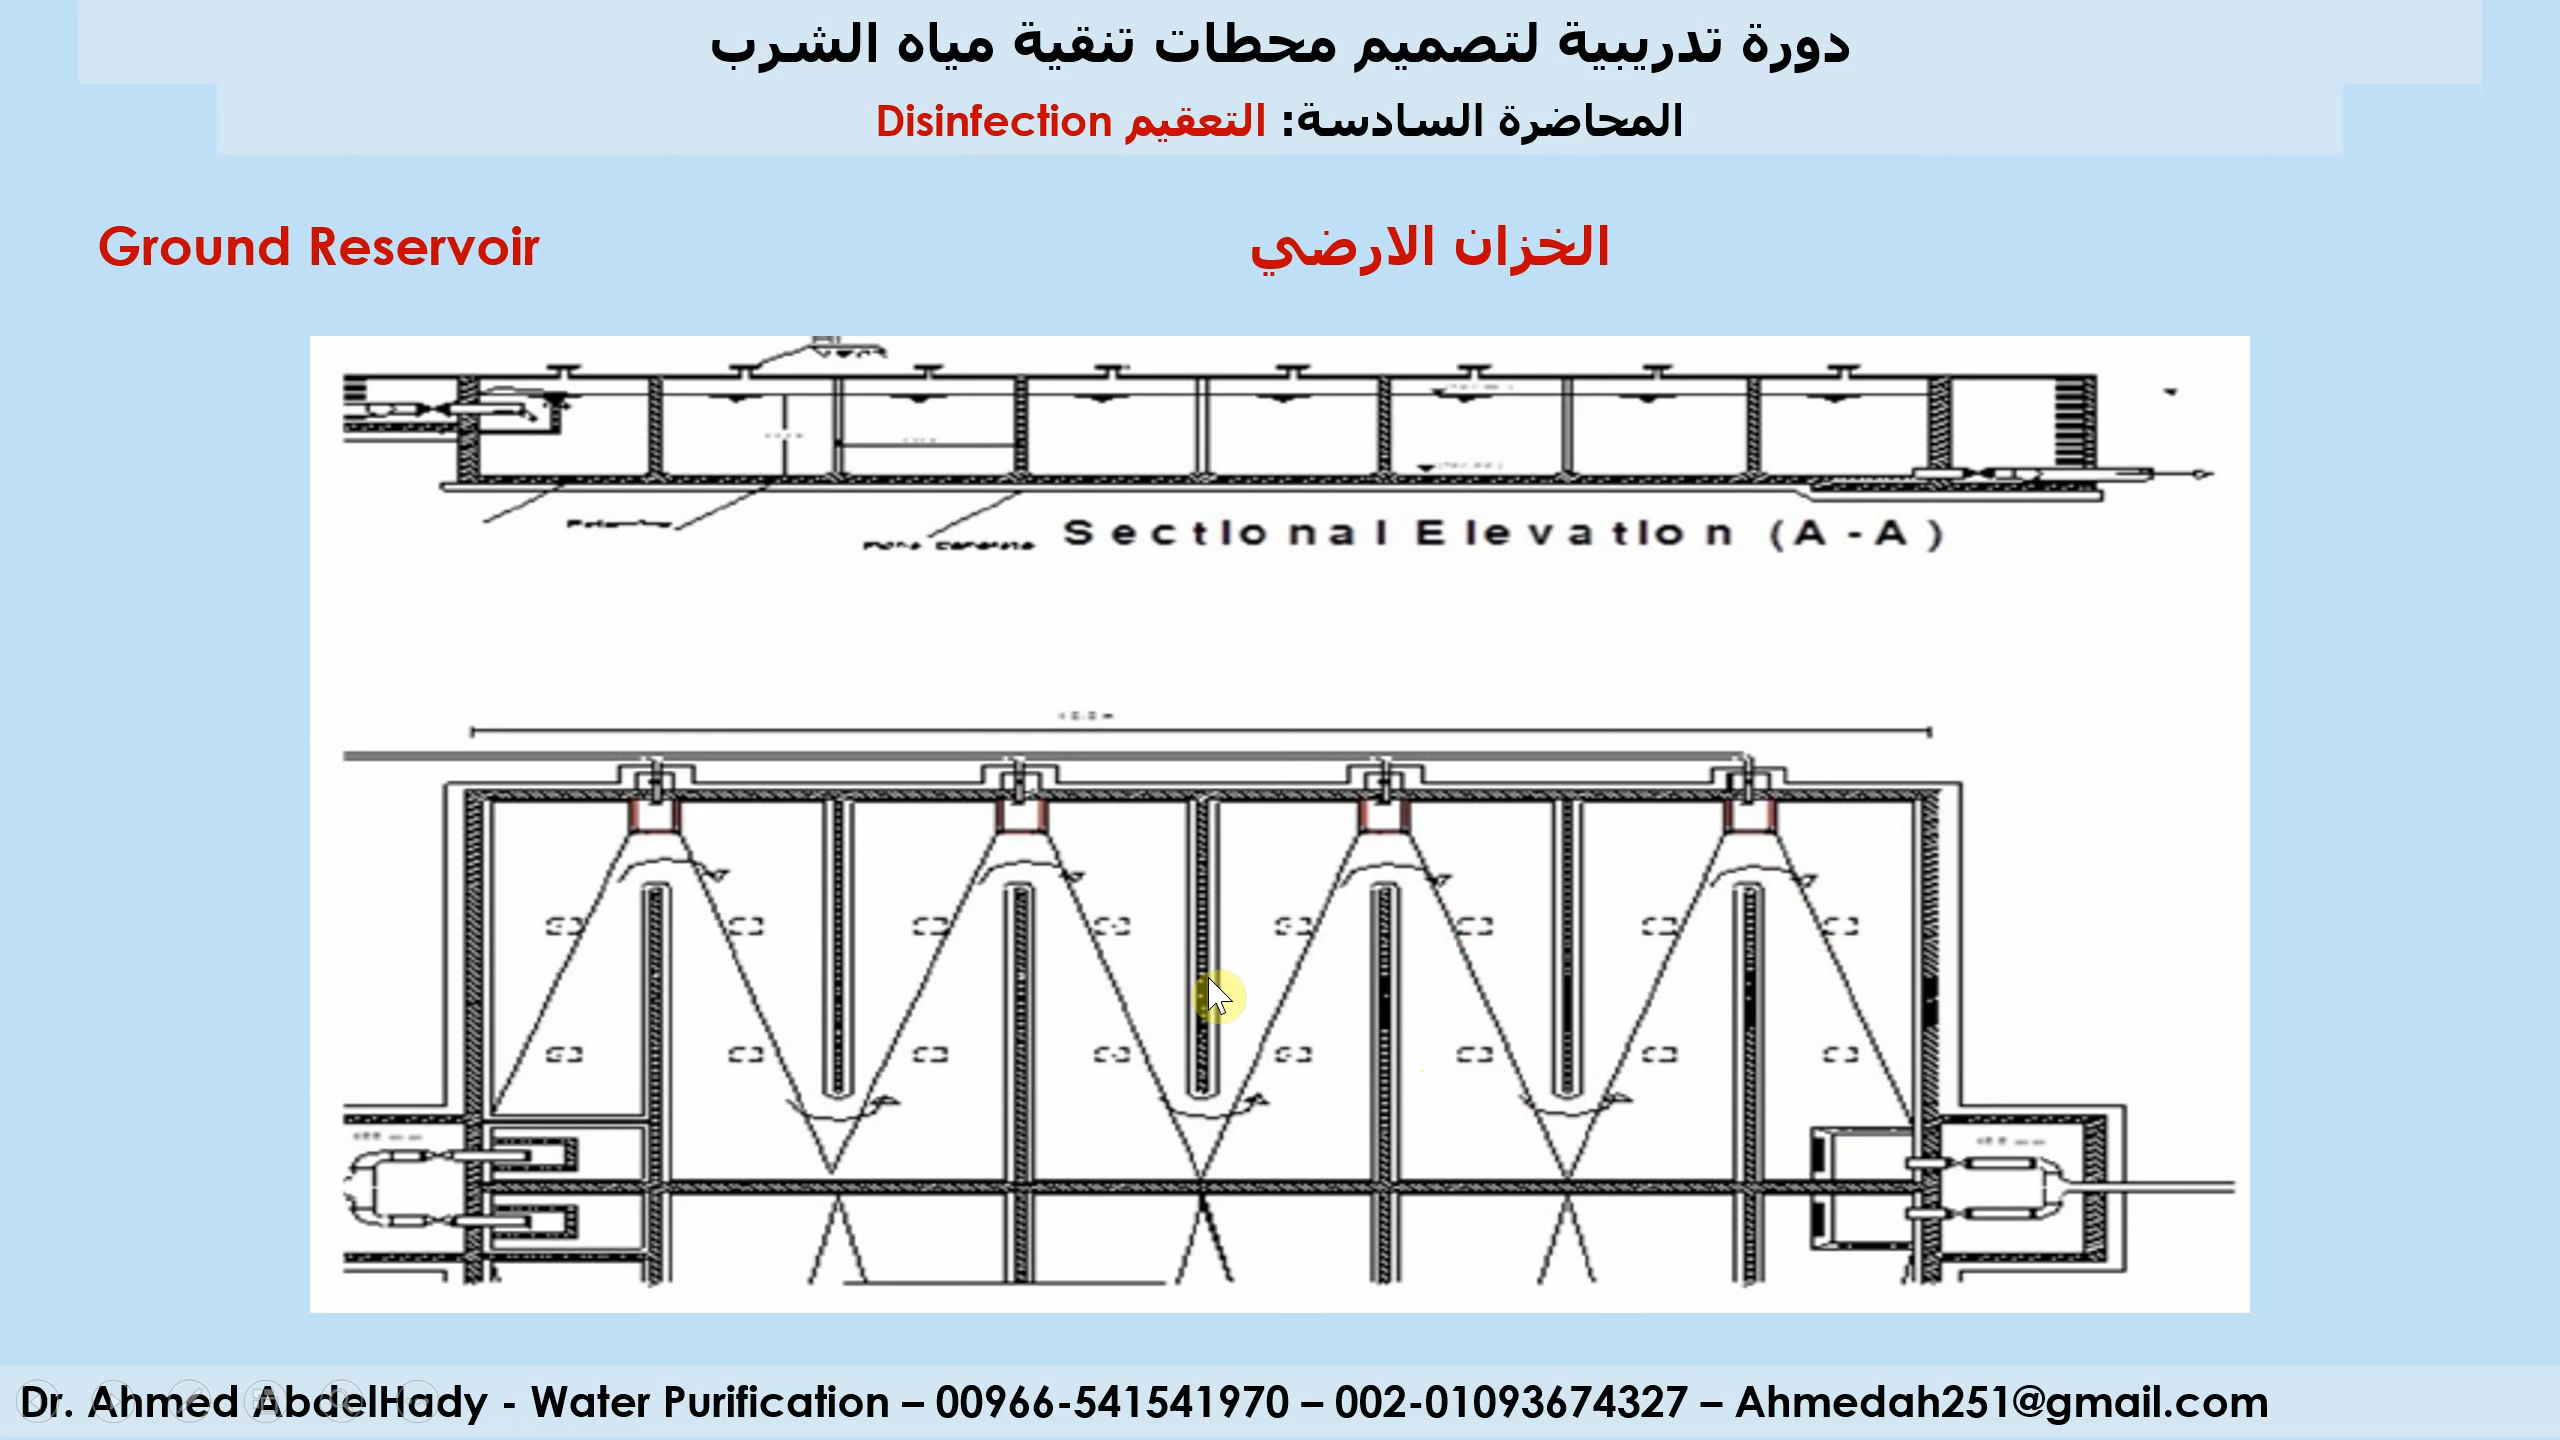 دورة تدريبية لتصميم محطات تنقية مياه الشرب
المحاضرة السادسة: التعقيم Disinfection
Ground Reservoir
الخزان الارضي
Sectional Elevation (A-A)
Dr. Ahmed AbdelHady - Water Purification – 00966-541541970 – 002-01093674327 – Ahmedah251@gmail.com